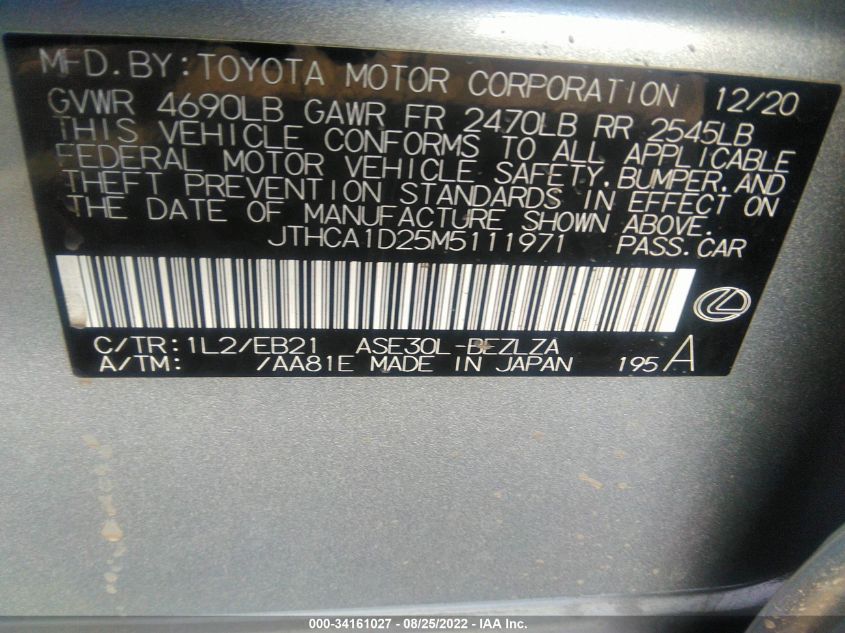 MFD.BY:TOYOTA MOTOR CORPORATION 12/20
GVWR 4690LB GAWR FR 2470LB RR 2545LB
THIS VEHICLE CONFORMS TO ALL APPLICABLE
FEDERAL MOTOR VEHICLE SAFETY,BUMPER,AND
THEFT PREVENTION STANDARDS IN EFFECT ON
THE DATE OF MANUFACTURE SHOWN ABOVE.
JTHCA1D25M5111971 PASS.CAR
C/TR:1L2/EB21 ASE30L-BEZLZA
A/TM: /AA81E MADE IN JAPAN 195 A
000-34161027 - 08/25/2022 - IAA Inc.